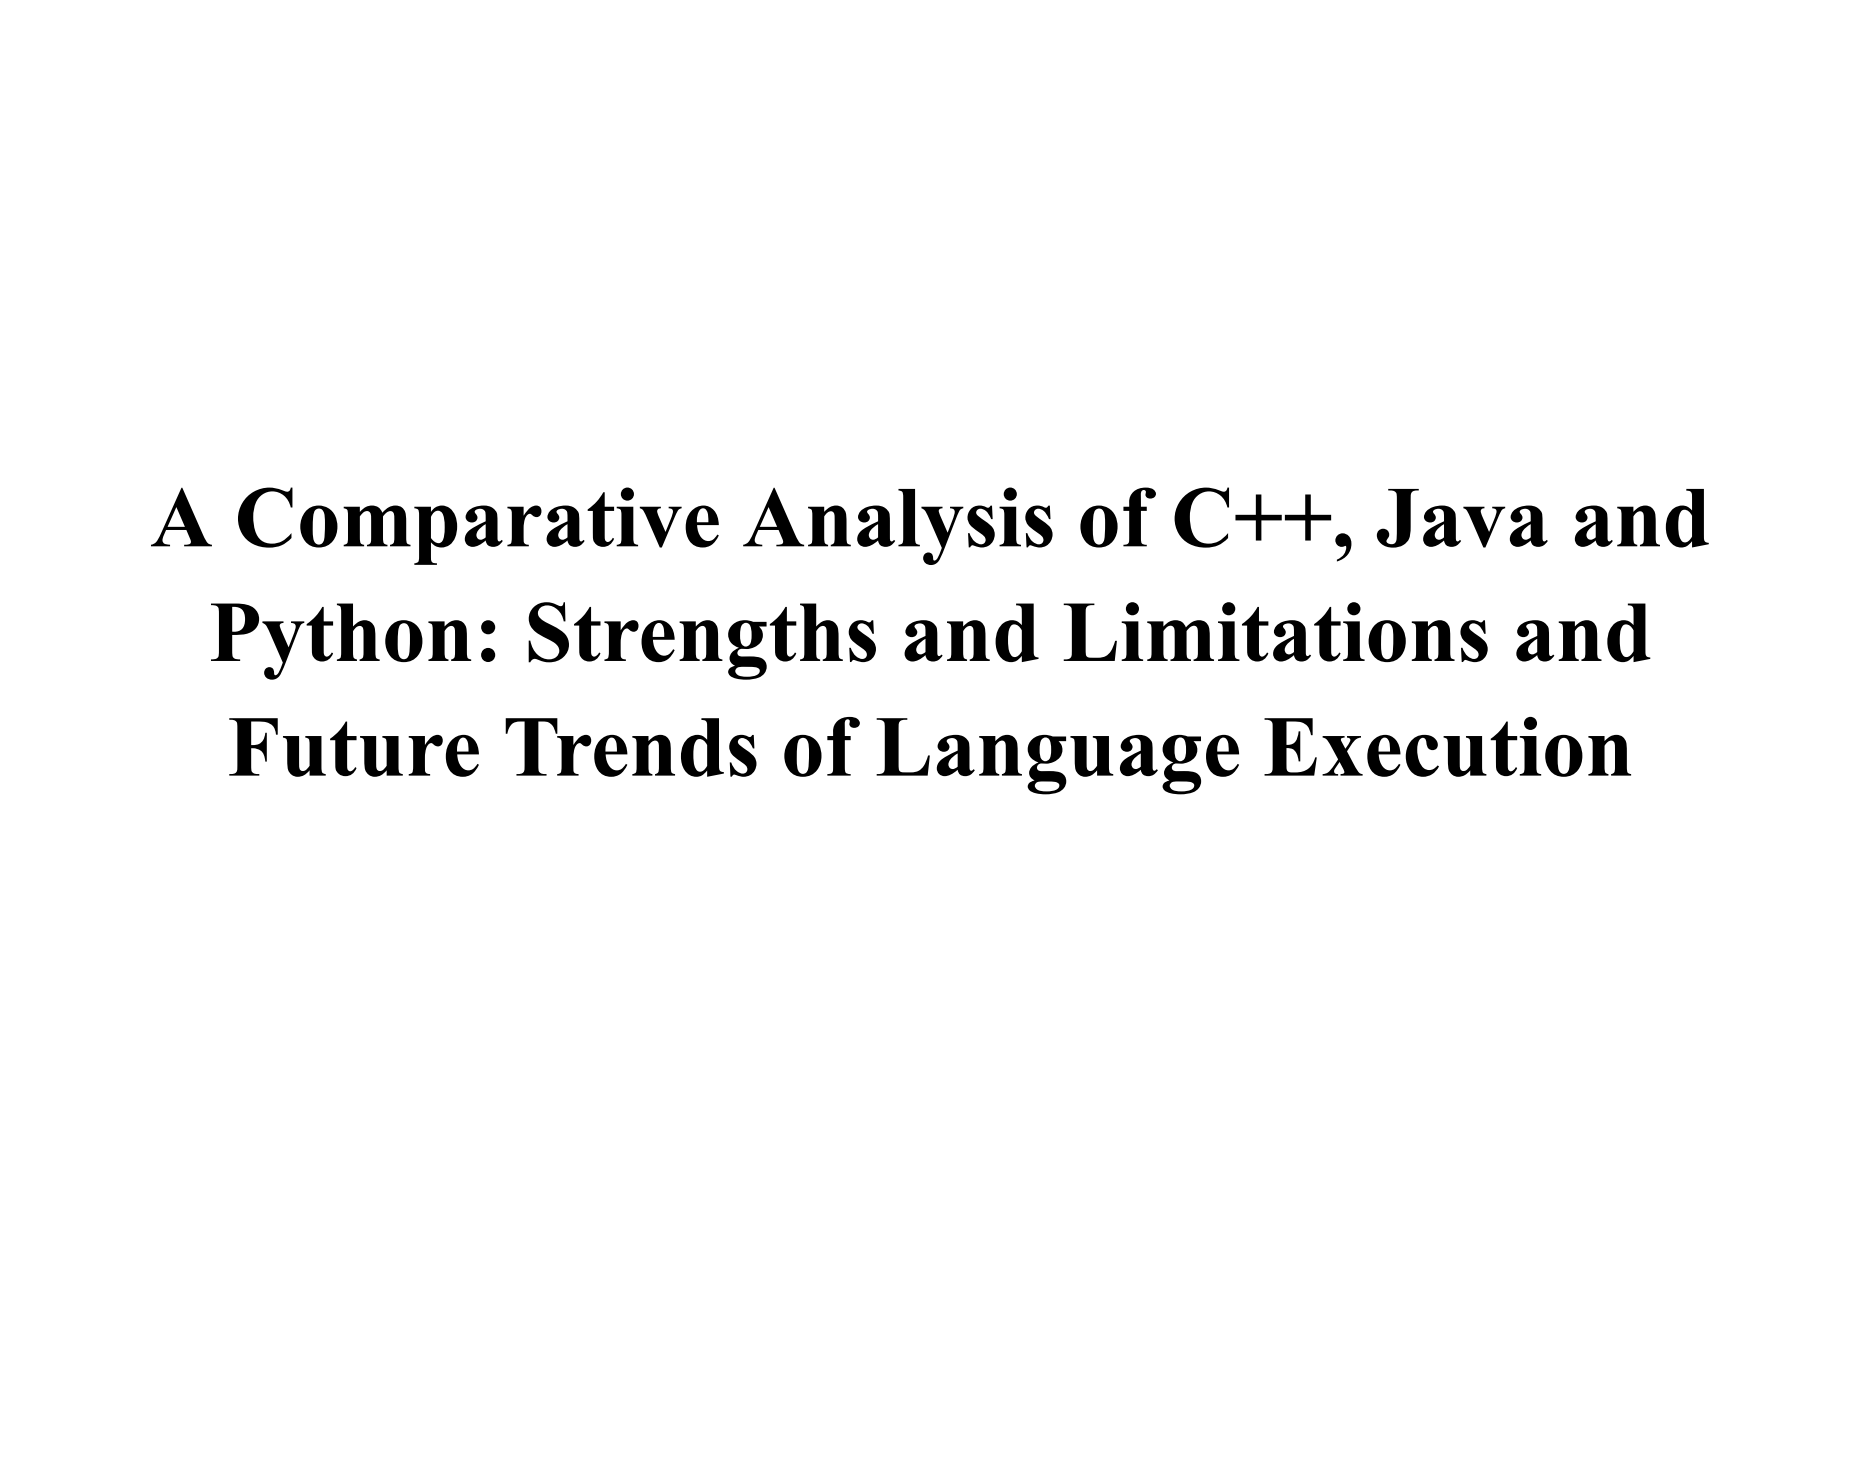 A Comparative Analysis of C++, Java and
Python: Strengths and Limitations and
Future Trends of Language Execution